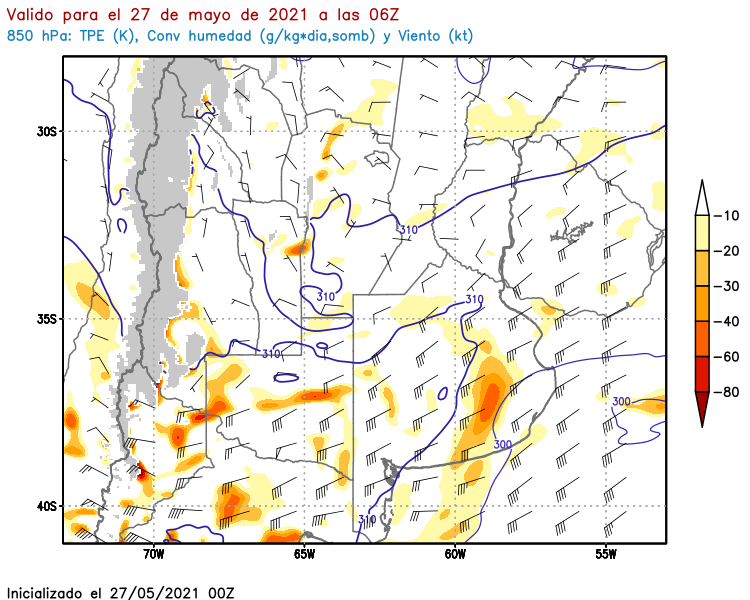 Valido para el 27 de mayo de 2021 a las 06Z
850 hPa: TPE (K), Conv humedad (g/kg*dia,somb) y Viento (kt)
30S
35S
40S
70W 65W 60W 55W
310
310
310
310
310
300
300
-10
-20
-30
-40
-60
-80
Inicializado el 27/05/2021 00Z